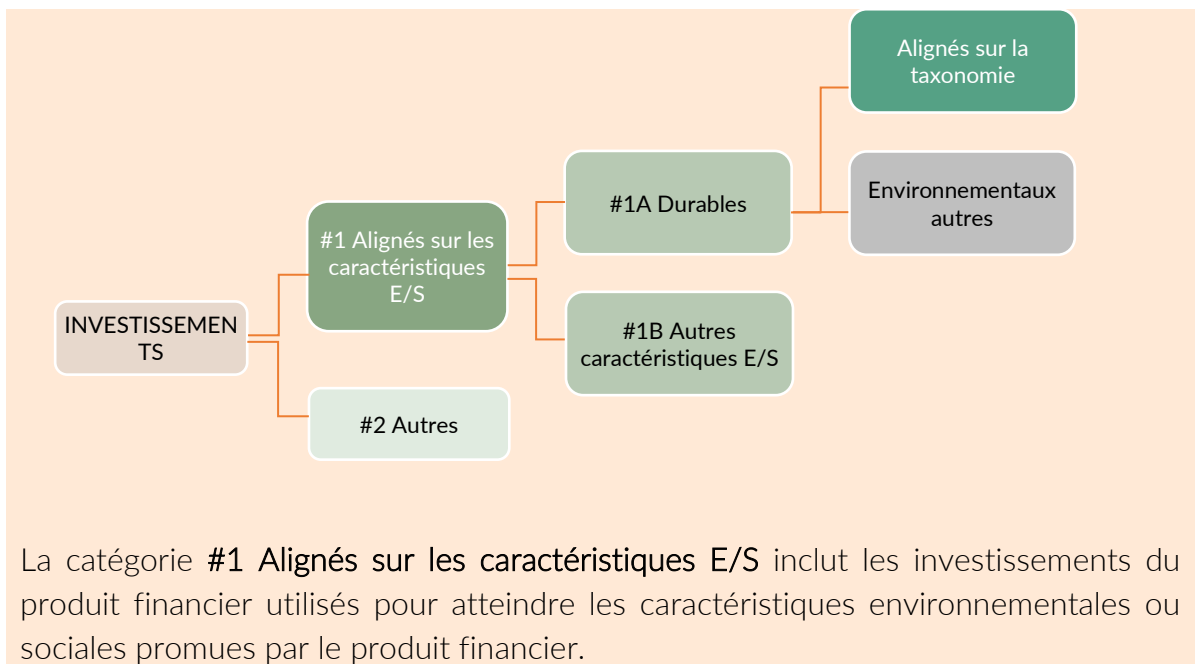 INVESTISSEMEN
TS
#1 Alignés sur les
caractéristiques
E/S
#2 Autres
#1A Durables
#1B Autres
caractéristiques E/S
Alignés sur la
taxonomie
Environnementaux
autres
La catégorie #1 Alignés sur les caractéristiques E/S inclut les investissements du
produit financier utilisés pour atteindre les caractéristiques environnementales ou
sociales promues par le produit financier.